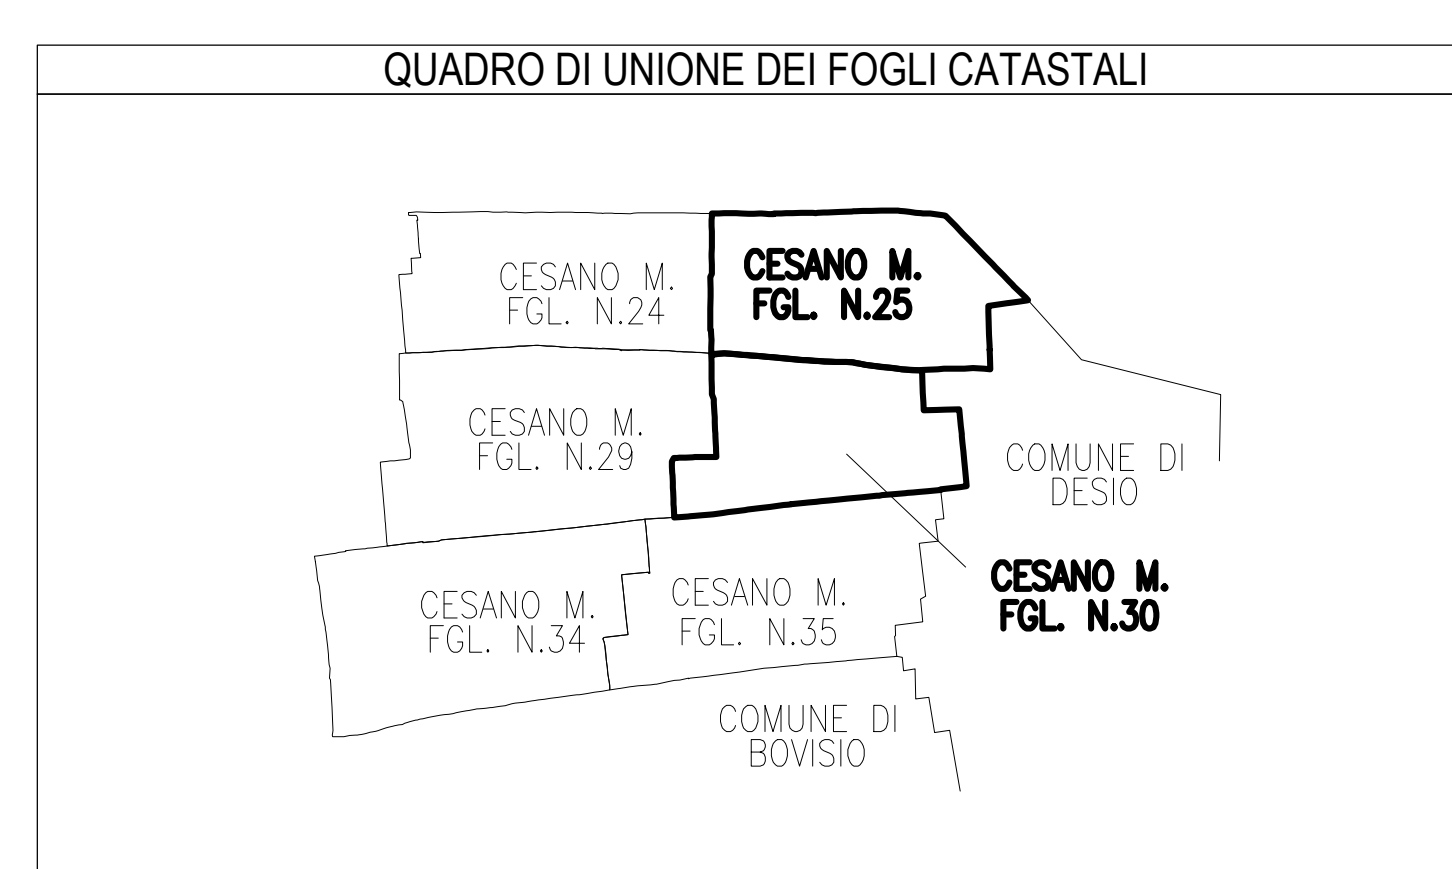 QUADRO DI UNIONE DEI FOGLI CATASTALI
CESANO M.
FGL. N.24
CESANO M.
FGL. N.25
CESANO M.
FGL. N.29
COMUNE DI
DESIO
CESANO M.
FGL. N.30
CESANO M.
FGL. N.34
CESANO M.
FGL. N.35
COMUNE DI
BOVISIO